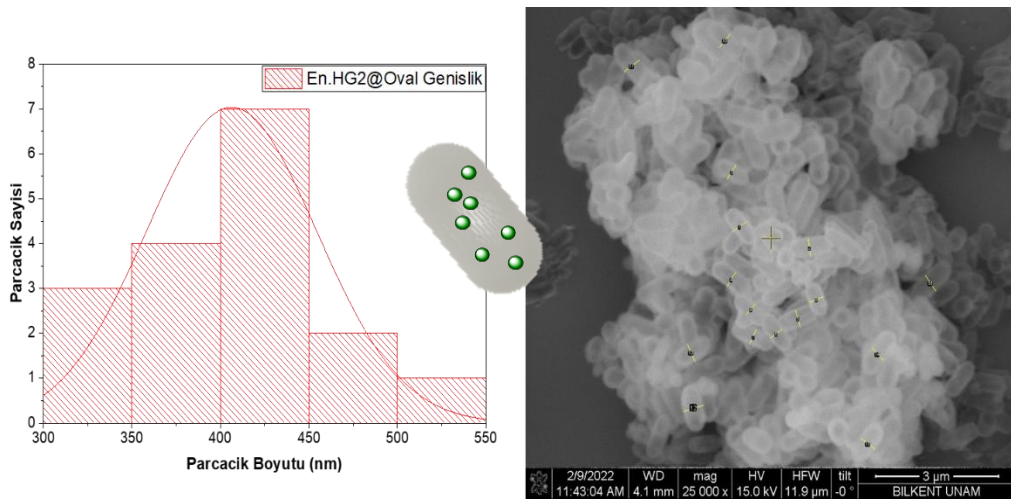 En.HG2@Oval Genislik
Parcacik Sayisi
8
7
6
5
4
3
2
1
0
300
350
400
450
500
550
Parcacik Boyutu (nm)
2/9/2022
11:43:04 AM
WD
4.1 mm
mag
25 000 x
HV
15.0 kV
HFW
11.9 µm
tilt
-0 °
3 µm
BILKENT UNAM